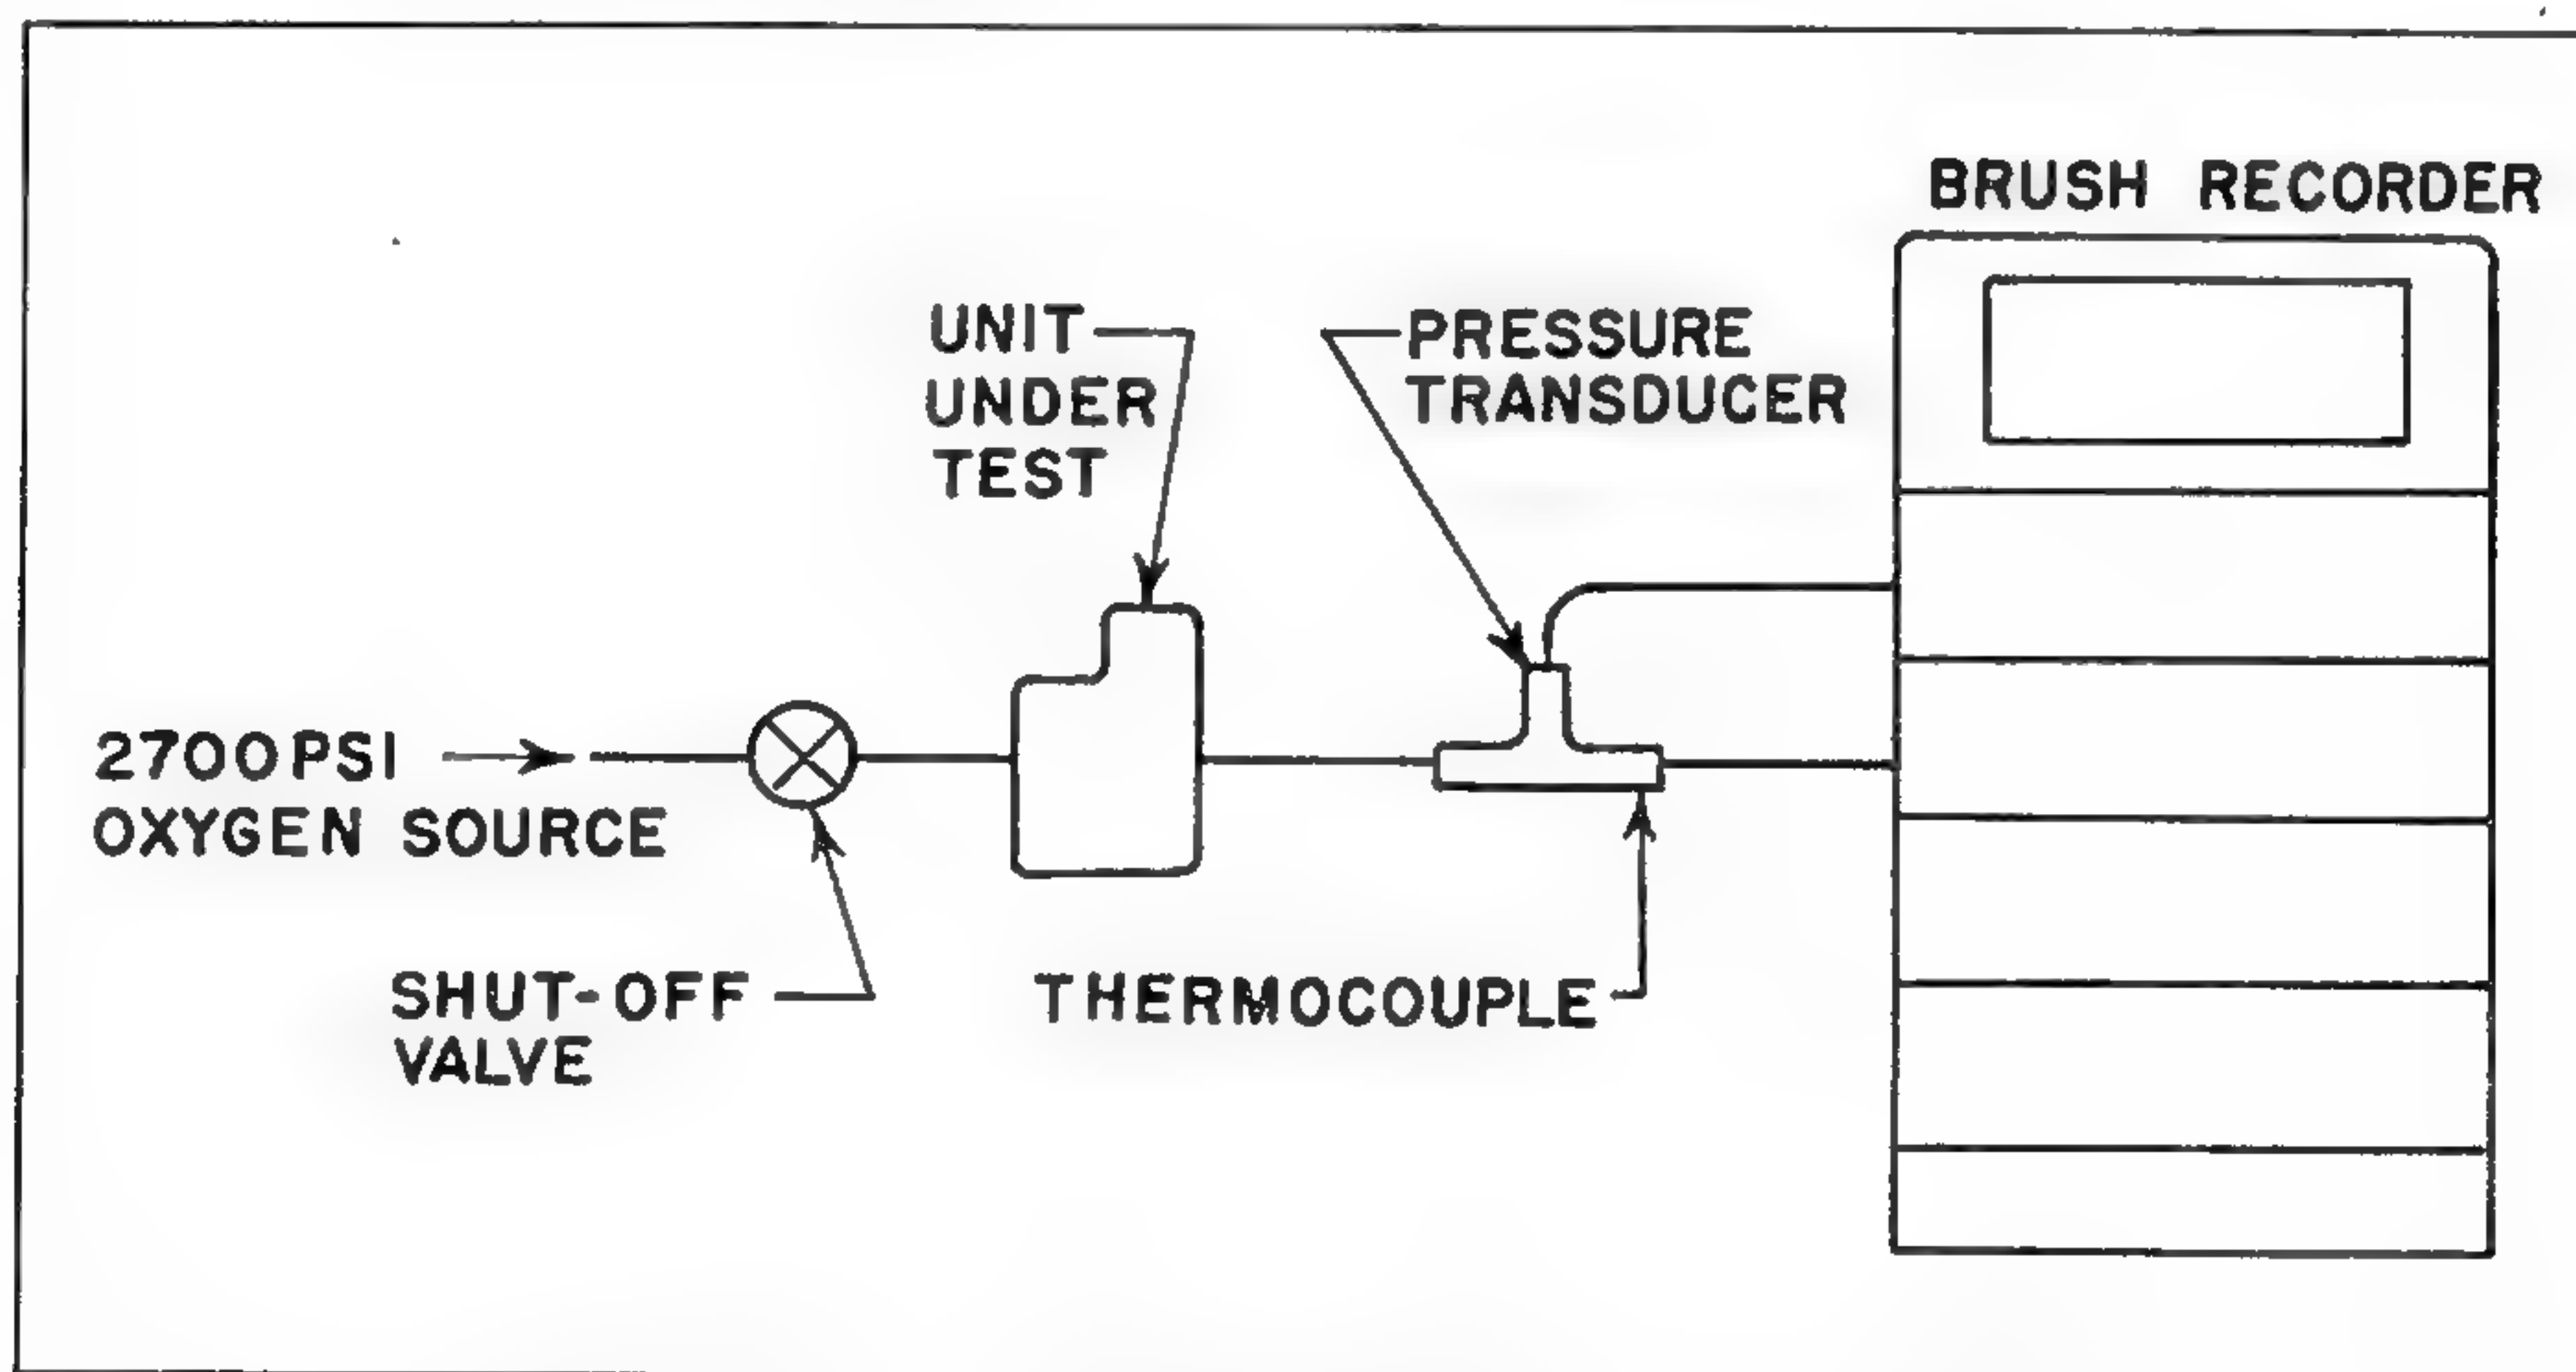 BRUSH RECORDER
UNIT
UNDER
TEST
PRESSURE
TRANSDUCER
2700 PSI
OXYGEN SOURCE
SHUT-OFF
VALVE
THERMOCOUPLE